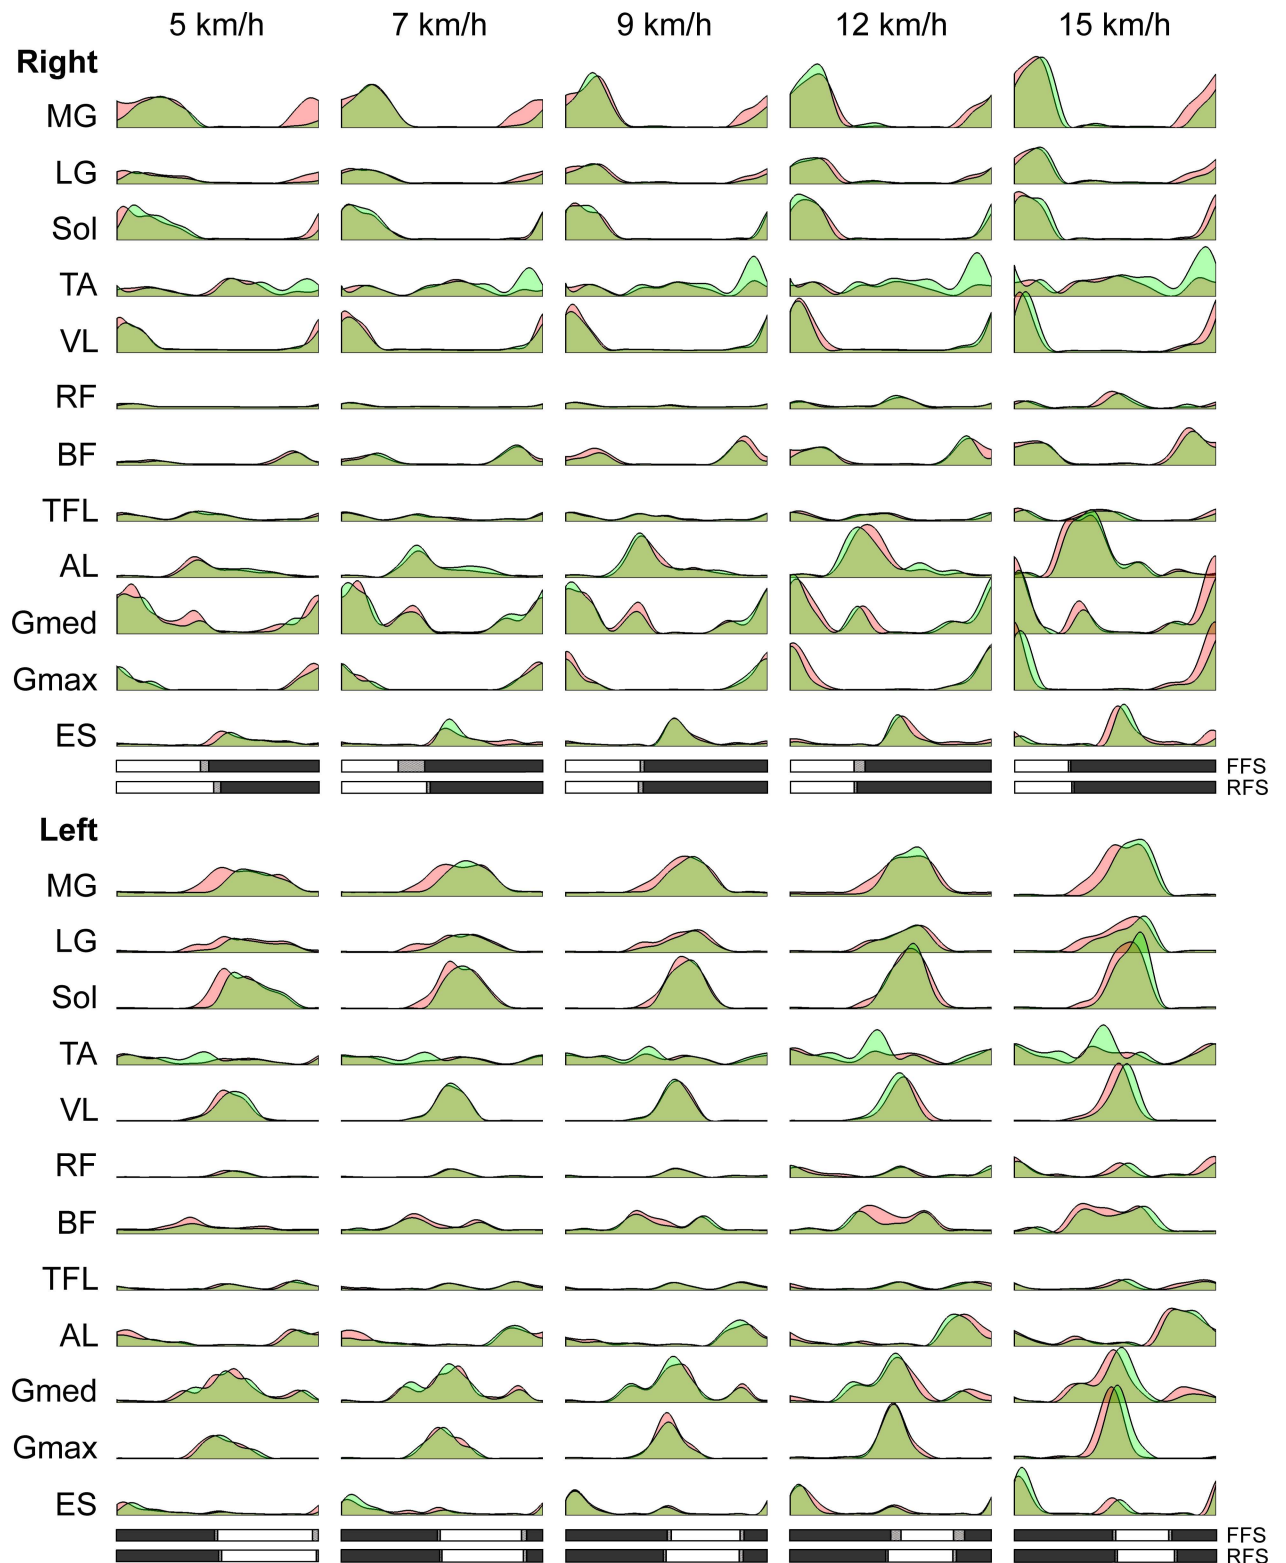 5 km/h 7 km/h 9 km/h 12 km/h 15 km/h
Right
MG
LG
Sol
TA
VL
RF
BF
TFL
AL
Gmed
Gmax
ES
FFS
RFS
Left
MG
LG
Sol
TA
VL
RF
BF
TFL
AL
Gmed
Gmax
ES
FFS
RFS